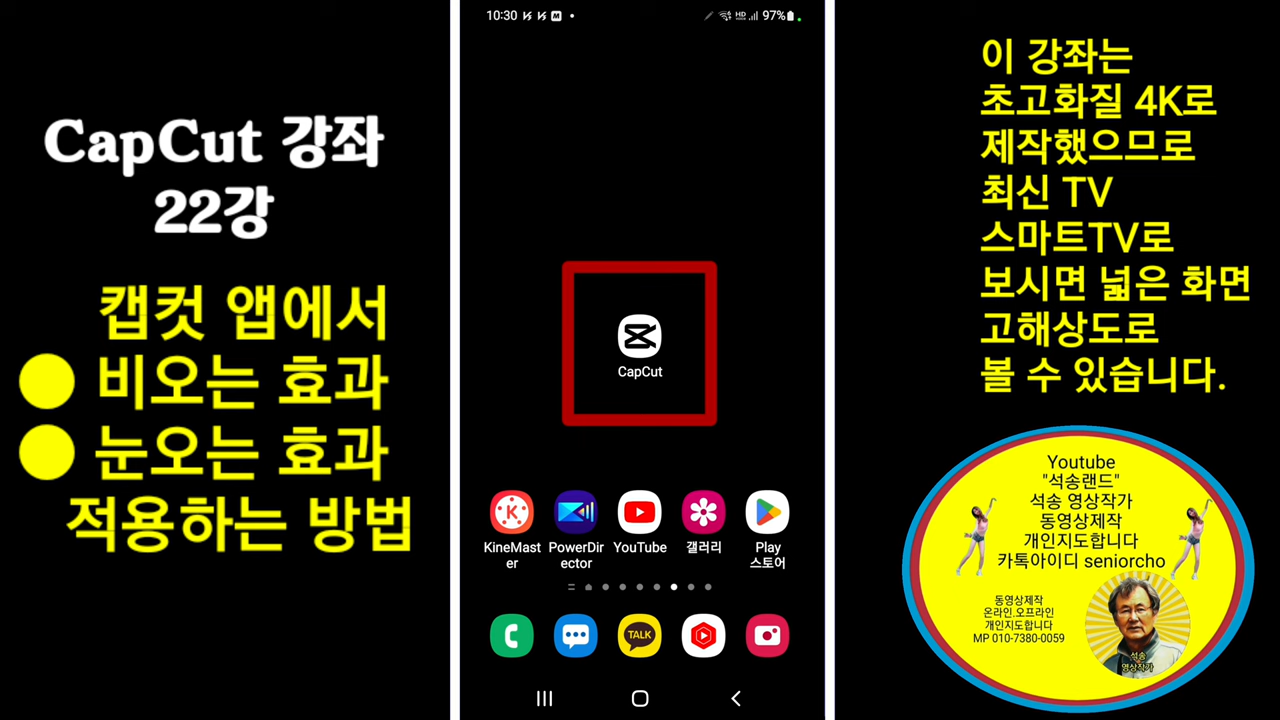 CapCut 강좌
22강
캡컷 앱에서
● 비오는 효과
● 눈오는 효과
적용하는 방법
10:30
97%
CapCut
KineMast
er
PowerDir
ector
YouTube
갤러리
Play
스토어
TALK
이 강좌는
초고화질 4K로
제작했으므로
최신 TV
스마트TV로
보시면 넓은 화면
고해상도로
볼 수 있습니다.
Youtube
"석송랜드"
석송 영상작가
동영상제작
개인지도합니다
카톡아이디 seniorcho
동영상제작
온라인.오프라인
개인지도합니다
MP 010-7380-0059
석송
영상작가